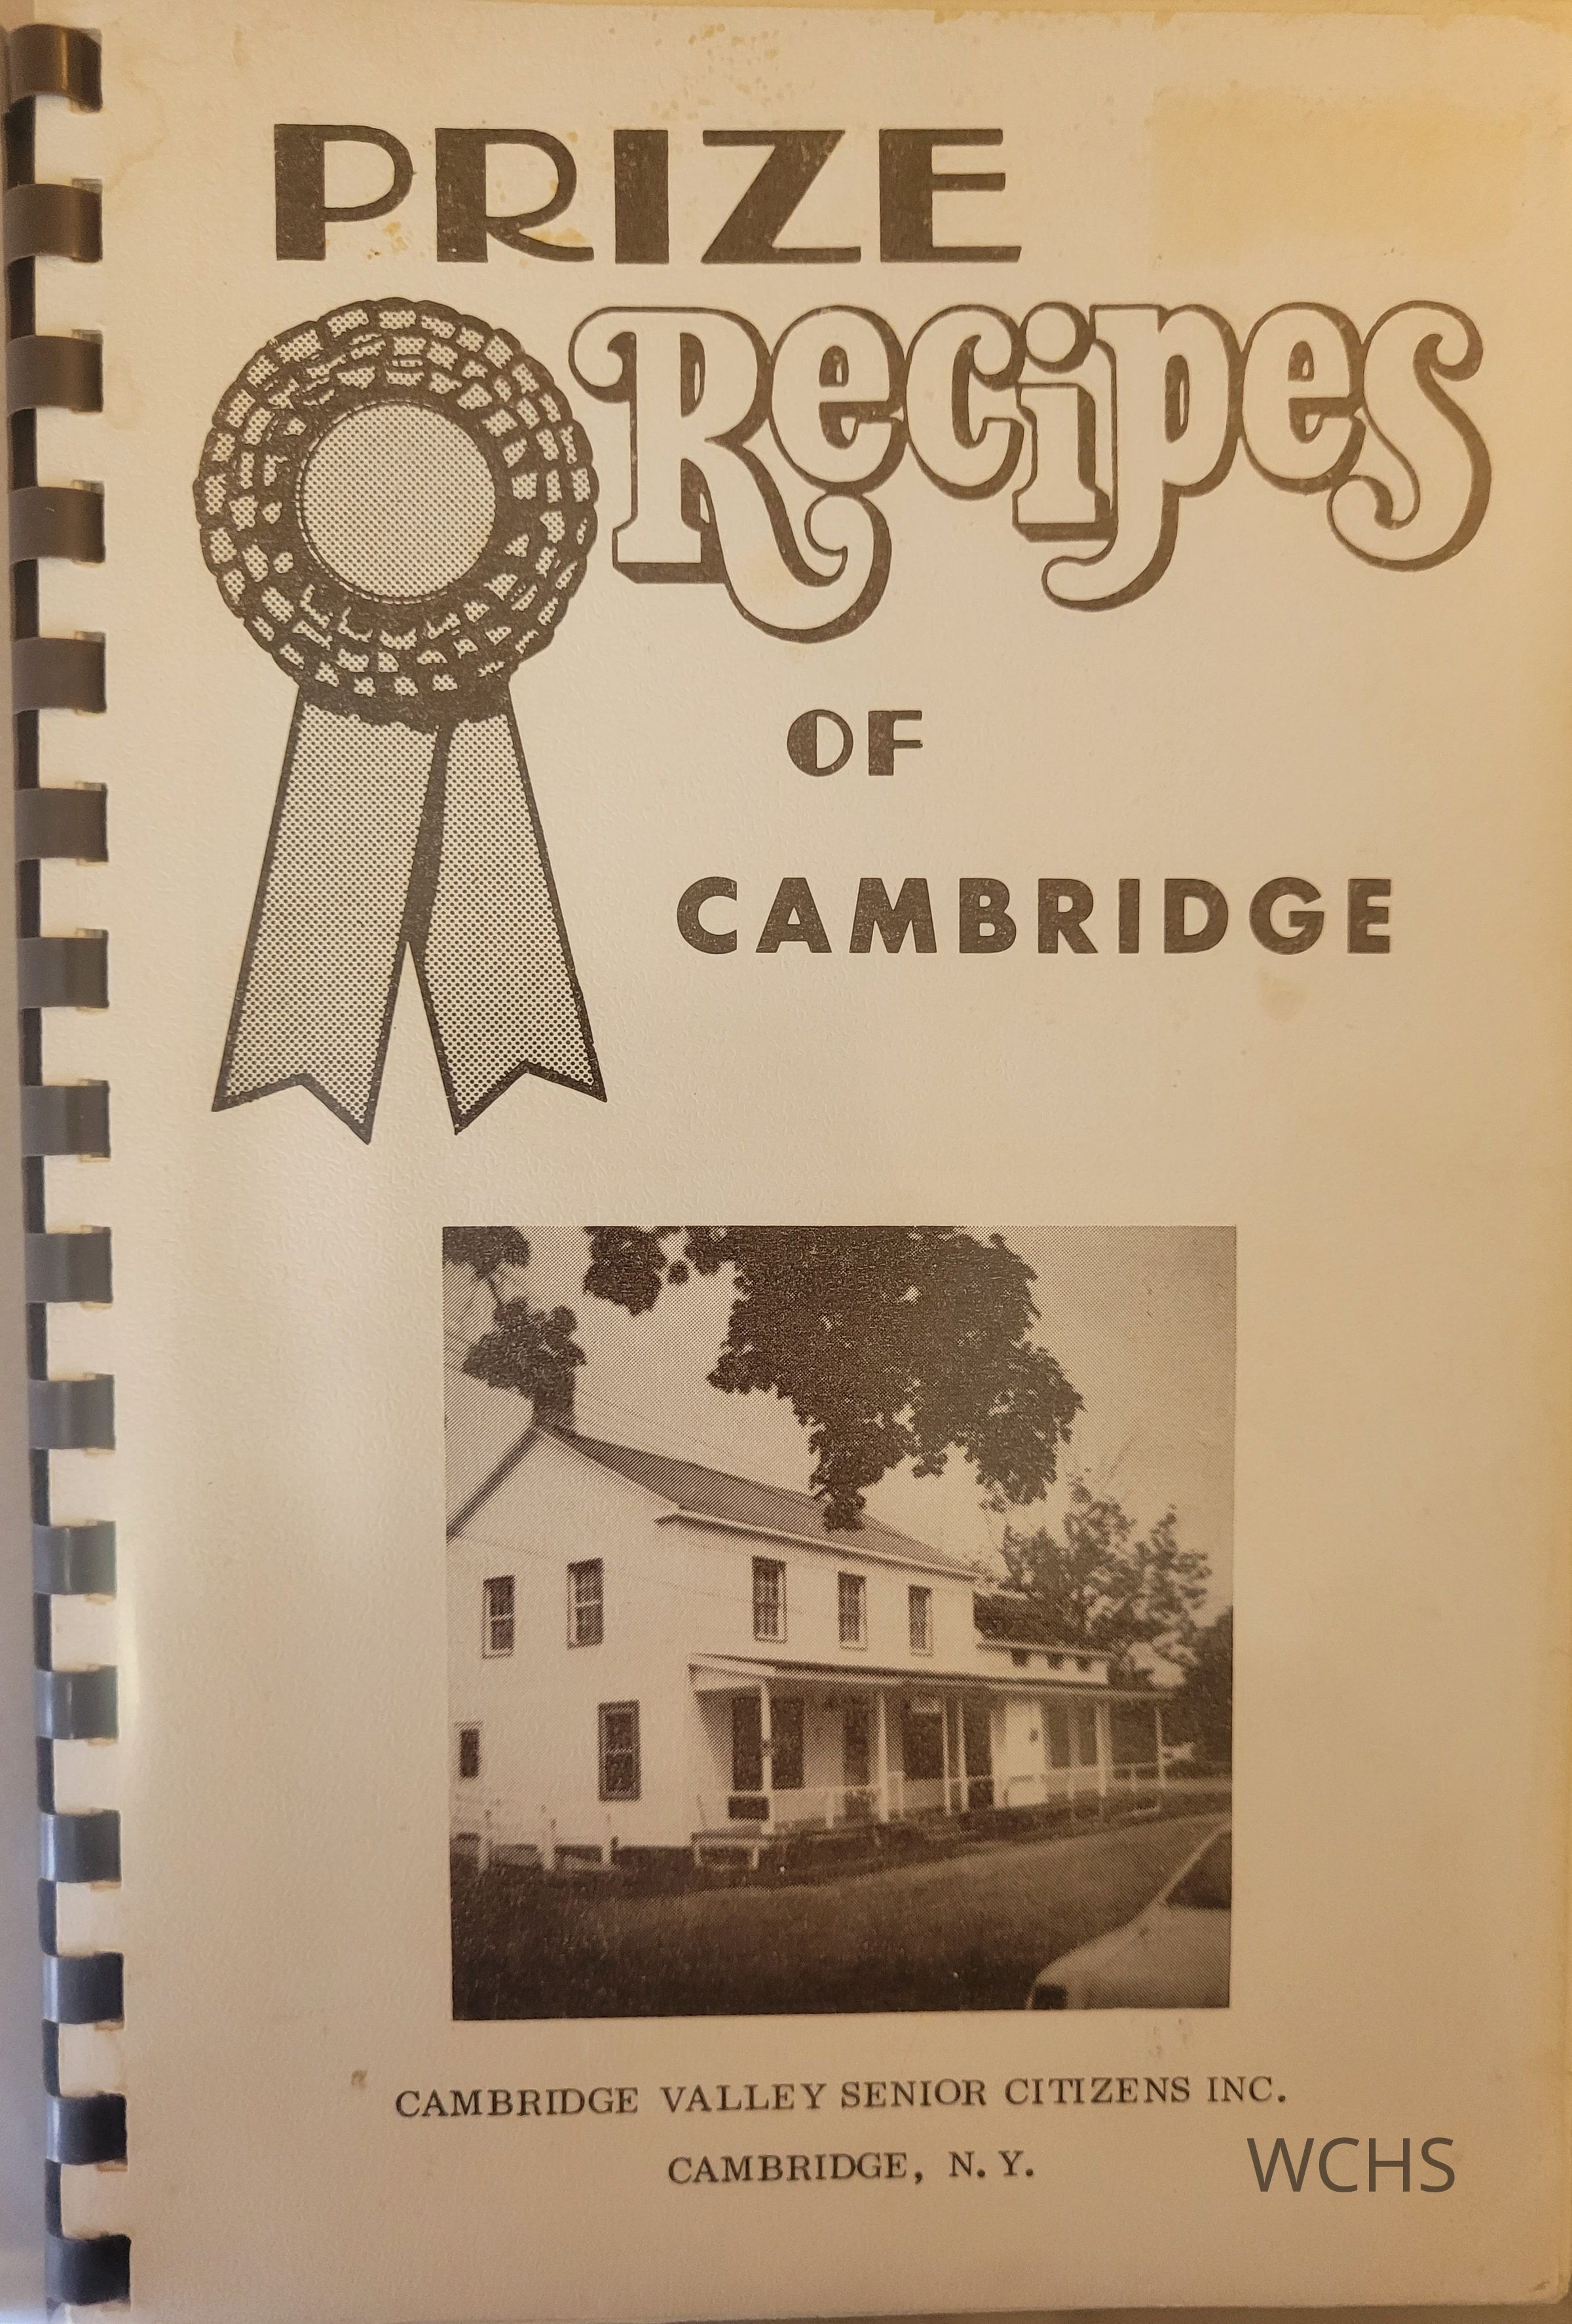 PRIZE
Recipes
OF
CAMBRIDGE
CAMBRIDGE VALLEY SENIOR CITIZENS INC.
CAMBRIDGE, N. Y.
WCHS